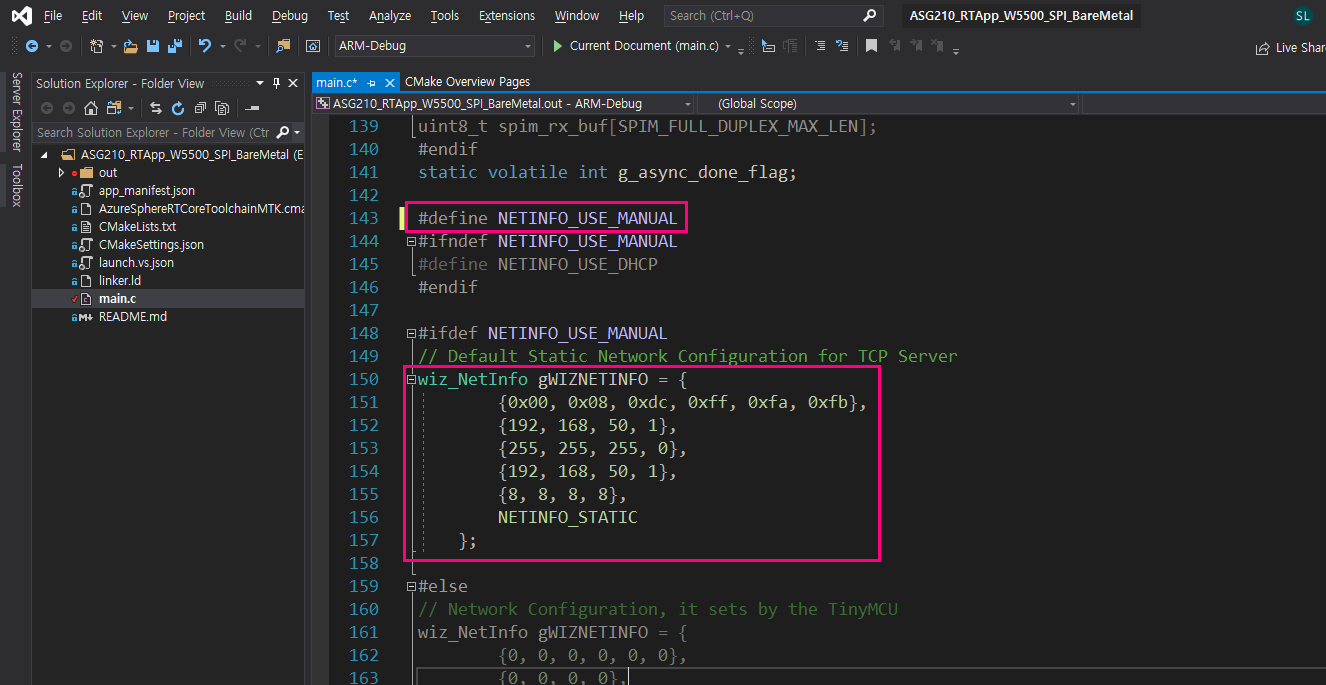 File Edit View Project Build Debug Test Analyze Tools Extensions Window Help Search (Ctrl+Q) ASG210_RTApp_W5500_SPI_BareMetal SL
ARM-Debug Current Document (main.c) Live Shar
Server Explorer
Toolbox
Solution Explorer - Folder View
Search Solution Explorer - Folder View (Ctr
ASG210_RTApp_W5500_SPI_BareMetal (E
out
app_manifest.json
AzureSphereRTCoreToolchainMTK.cma
CMakeLists.txt
CMakeSettings.json
launch.vs.json
linker.ld
main.c
README.md
main.c* CMake Overview Pages
ASG210_RTApp_W5500_SPI_BareMetal.out - ARM-Debug (Global Scope)
139 uint8_t spim_rx_buf[SPIM_FULL_DUPLEX_MAX_LEN];
140 #endif
141 static volatile int g_async_done_flag;
142
143 #define NETINFO_USE_MANUAL
144 #ifndef NETINFO_USE_MANUAL
145 #define NETINFO_USE_DHCP
146 #endif
147
148 #ifdef NETINFO_USE_MANUAL
149 // Default Static Network Configuration for TCP Server
150 wiz_NetInfo gWIZNETINFO = {
151 {0x00, 0x08, 0xdc, 0xff, 0xfa, 0xfb},
152 {192, 168, 50, 1},
153 {255, 255, 255, 0},
154 {192, 168, 50, 1},
155 {8, 8, 8, 8},
156 NETINFO_STATIC
157 };
158
159 #else
160 // Network Configuration, it sets by the TinyMCU
161 wiz_NetInfo gWIZNETINFO = {
162 {0, 0, 0, 0, 0, 0},
163 {0, 0, 0, 0},